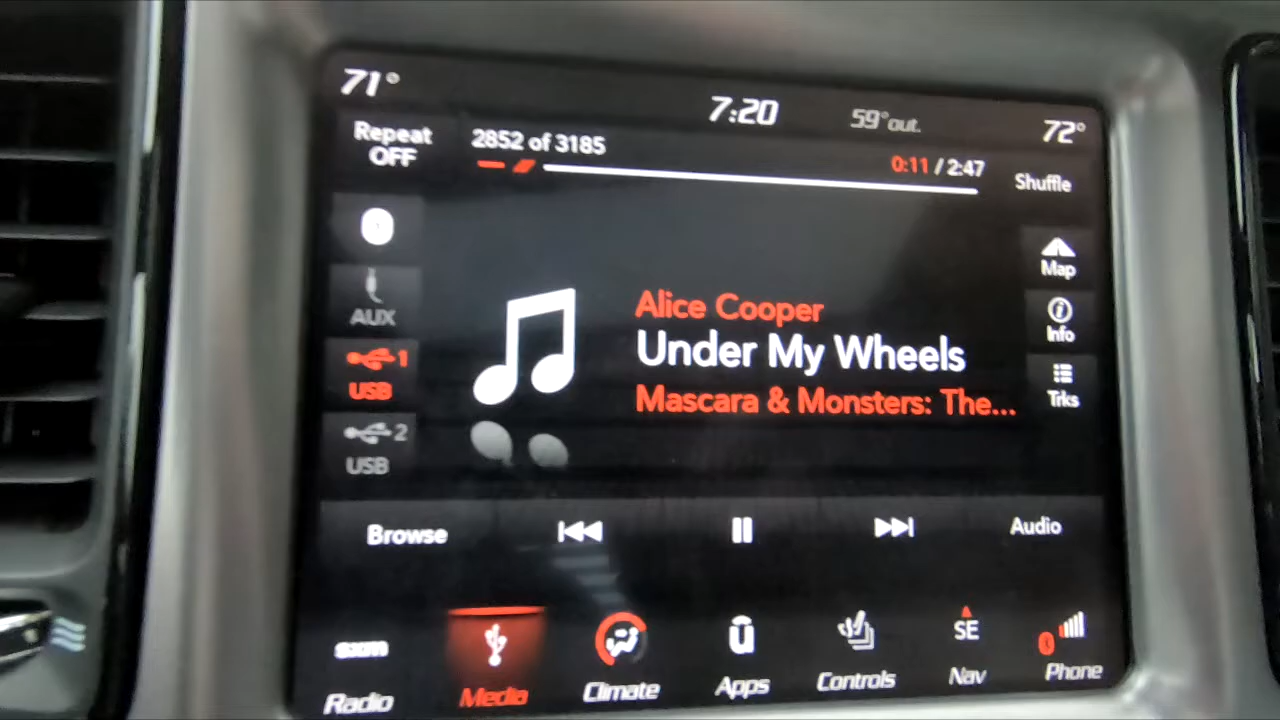 71°
7:20
59° out.
72°
Repeat
OFF
2852 of 3185
0:11 / 2:47
Shuffle
AUX
1
USB
2
USB
Map
Info
Trks
Alice Cooper
Under My Wheels
Mascara & Monsters: The...
Browse
Audio
sxm
Radio
Media
Climate
û
Apps
Controls
SE
Nav
Phone